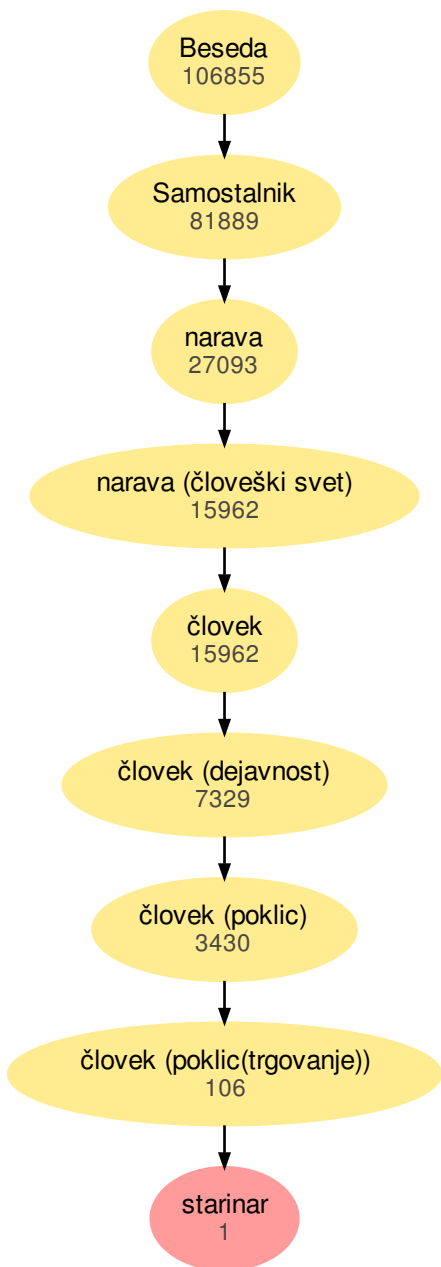 Beseda
106855
Samostalnik
81889
narava
27093
narava (človeški svet)
15962
človek
15962
človek (dejavnost)
7329
človek (poklic)
3430
človek (poklic(trgovanje))
106
starinar
1